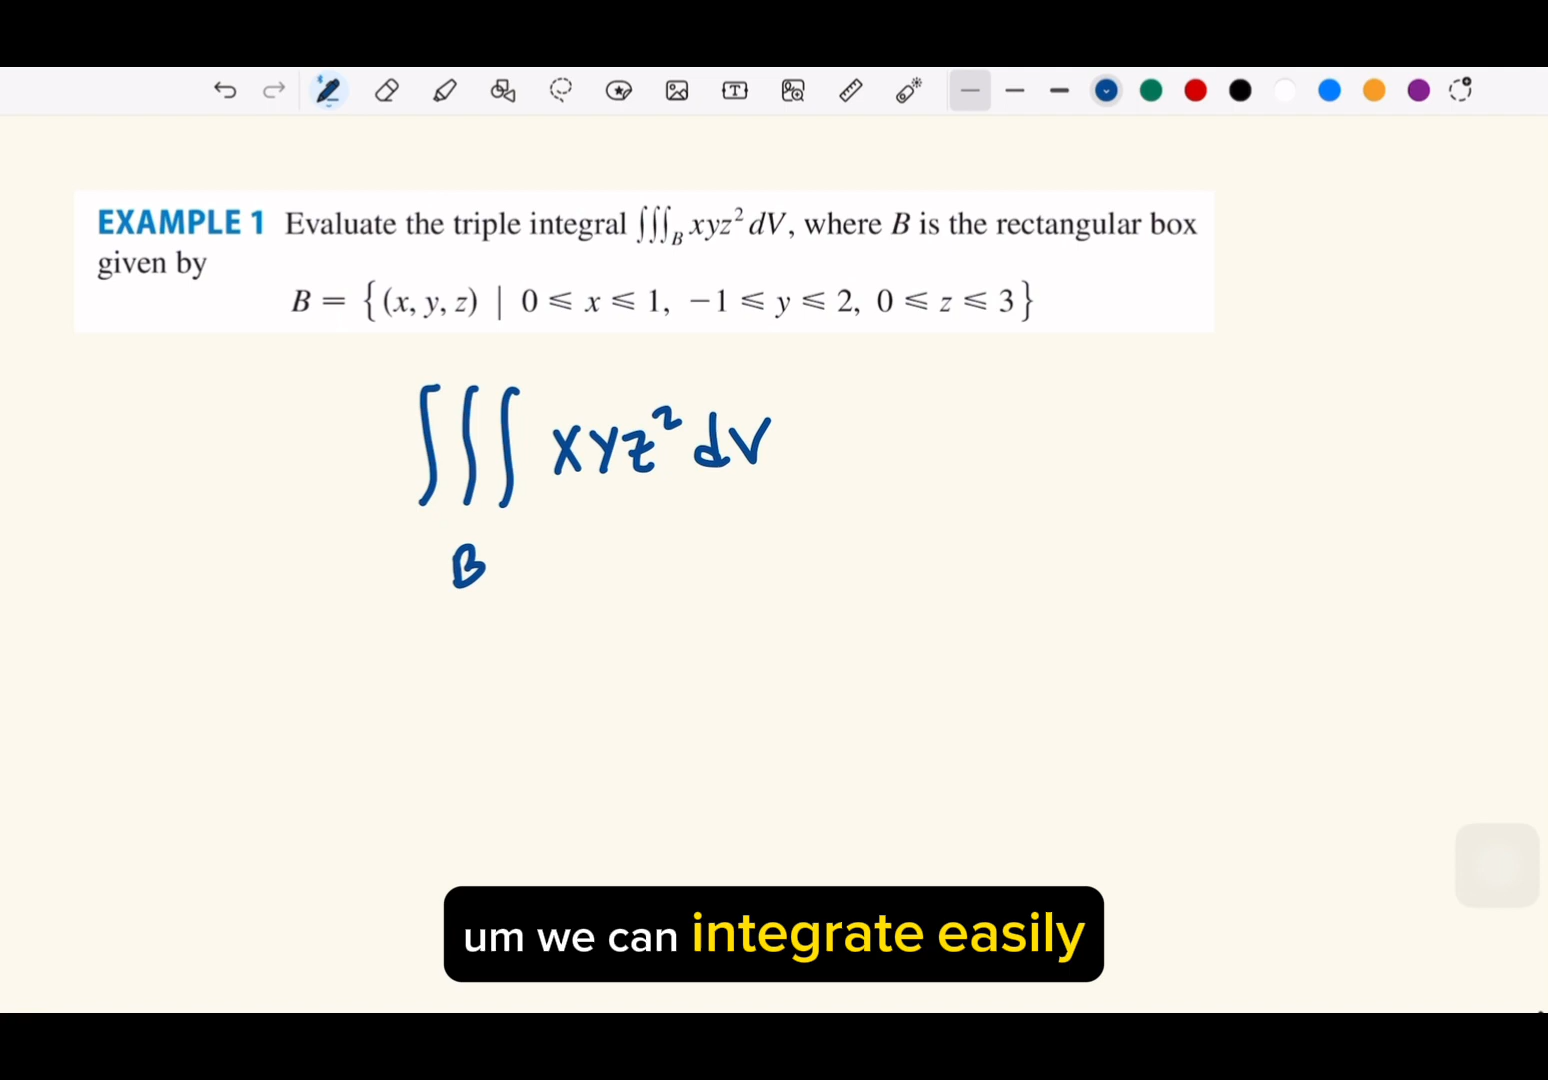 EXAMPLE 1 Evaluate the triple integral ∭_B xyz² dV, where B is the rectangular box
given by
B = {(x, y, z) | 0 ⩽ x ⩽ 1, −1 ⩽ y ⩽ 2, 0 ⩽ z ⩽ 3}
∭ xyz² dV
B
um we can integrate easily